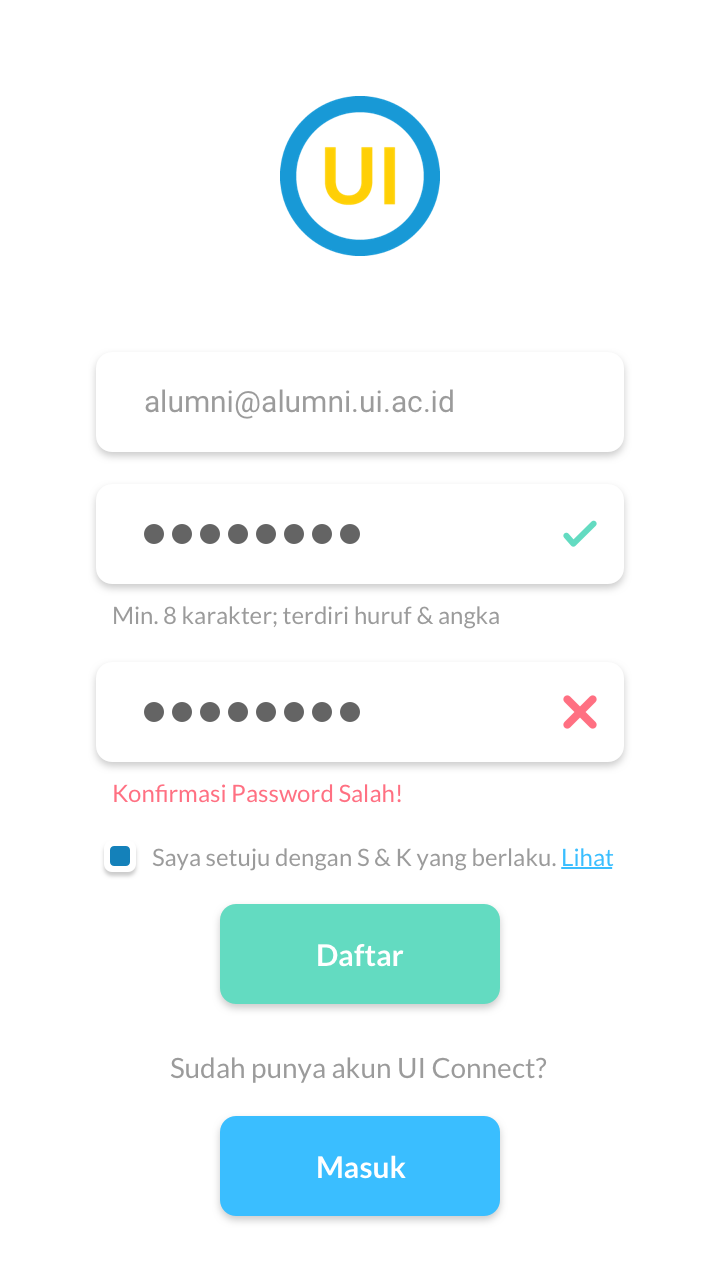 UI
alumni@alumni.ui.ac.id
Min. 8 karakter; terdiri huruf & angka
Konfirmasi Password Salah!
Saya setuju dengan S & K yang berlaku. Lihat
Daftar
Sudah punya akun UI Connect?
Masuk